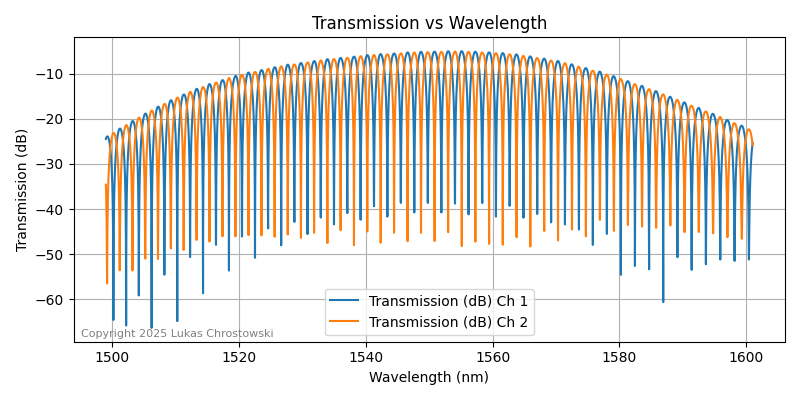 Transmission vs Wavelength
Transmission (dB)
−10
−20
−30
−40
−50
−60
Transmission (dB) Ch 1
Transmission (dB) Ch 2
Copyright 2025 Lukas Chrostowski
1500 1520 1540 1560 1580 1600
Wavelength (nm)